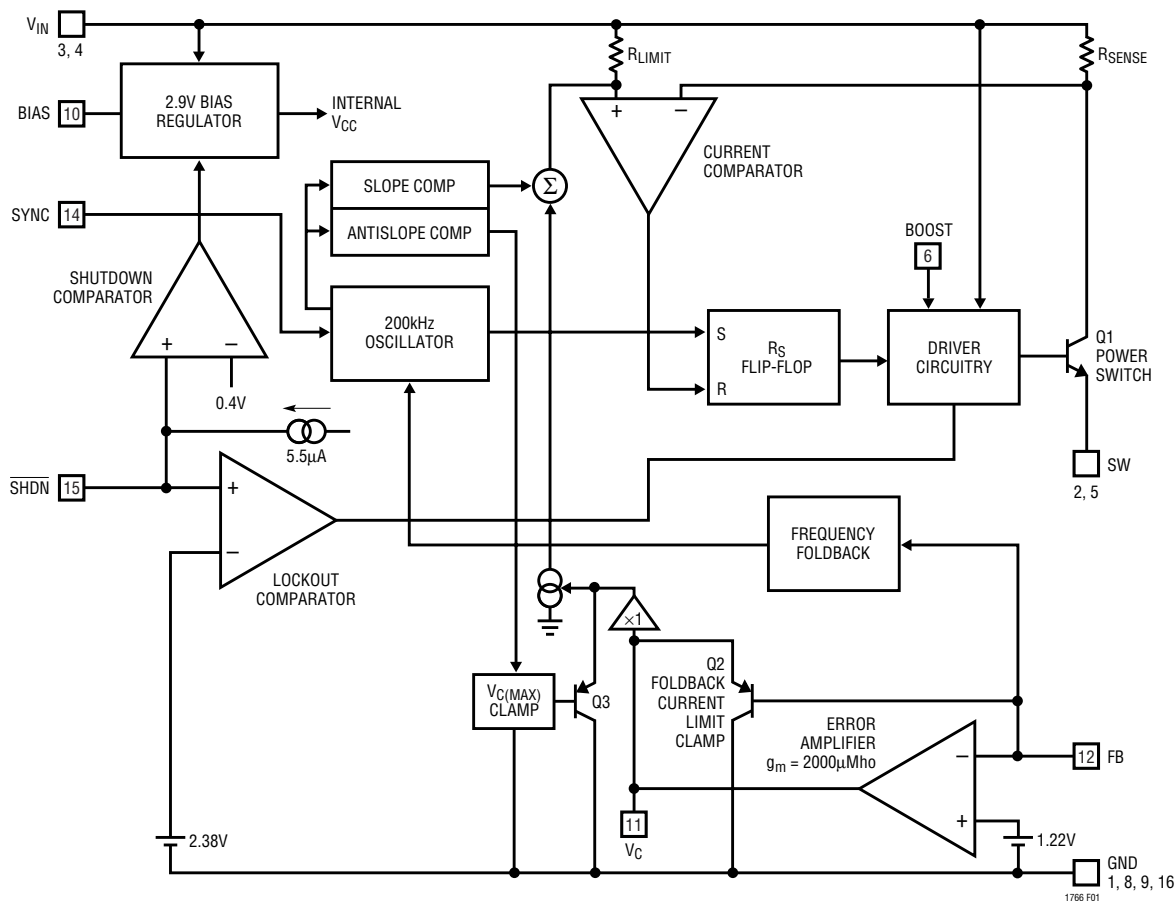 VIN
3, 4
RLIMIT
RSENSE
2.9V BIAS
REGULATOR
INTERNAL
VCC
BIAS
10
+
−
CURRENT
COMPARATOR
SLOPE COMP
Σ
ANTISLOPE COMP
SYNC
14
BOOST
6
SHUTDOWN
COMPARATOR
200kHz
OSCILLATOR
S
RS
FLIP-FLOP
R
DRIVER
CIRCUITRY
Q1
POWER
SWITCH
+
−
0.4V
5.5µA
SHDN
15
+
−
LOCKOUT
COMPARATOR
SW
2, 5
FREQUENCY
FOLDBACK
×1
VC(MAX)
CLAMP
Q3
Q2
FOLDBACK
CURRENT
LIMIT
CLAMP
ERROR
AMPLIFIER
gm = 2000µMho
−
+
12
FB
11
VC
2.38V
1.22V
GND
1, 8, 9, 16
1766 F01